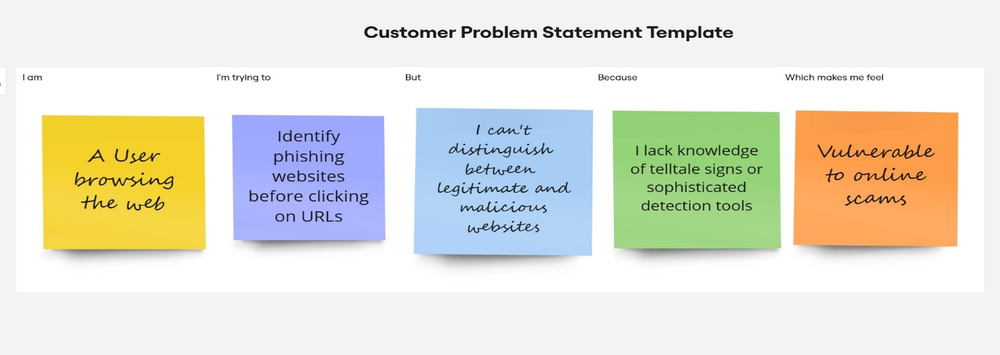 Customer Problem Statement Template
I am
I'm trying to
But
Because
Which makes me feel
A User
browsing
the web
Identify
phishing
websites
before clicking
on URLs
I can't
distinguish
between
legitimate and
malicious
websites
I lack knowledge
of telltale signs or
sophisticated
detection tools
Vulnerable
to online
scams